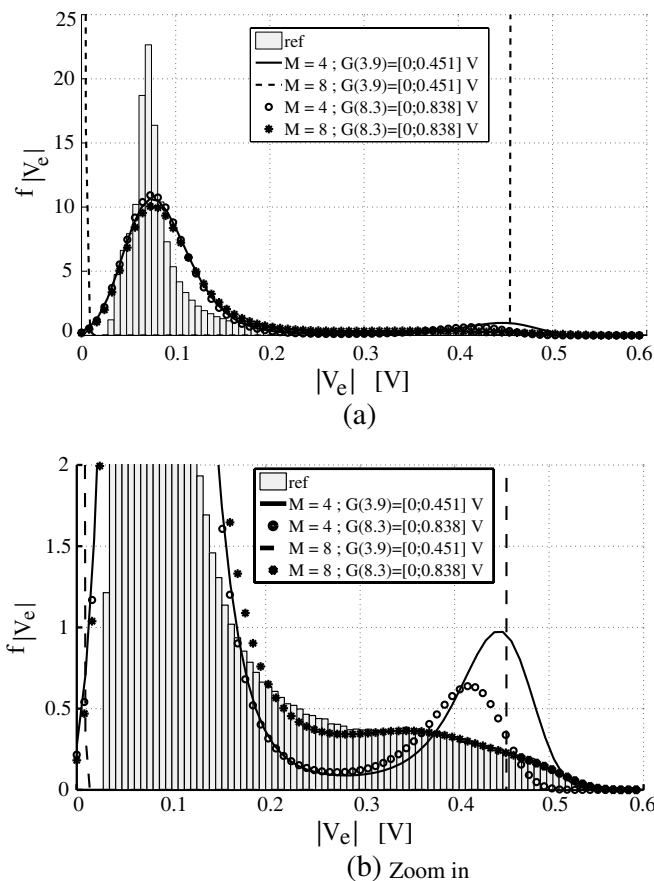 25
20
15
10
5
0
f |V_e|
ref
M = 4 ; G(3.9)=[0;0.451] V
M = 8 ; G(3.9)=[0;0.451] V
M = 4 ; G(8.3)=[0;0.838] V
M = 8 ; G(8.3)=[0;0.838] V
0 0.1 0.2 0.3 0.4 0.5 0.6
|V_e| [V]
(a)
2
1.5
1
0.5
0
f |V_e|
ref
M = 4 ; G(3.9)=[0;0.451] V
M = 4 ; G(8.3)=[0;0.838] V
M = 8 ; G(3.9)=[0;0.451] V
M = 8 ; G(8.3)=[0;0.838] V
0 0.1 0.2 0.3 0.4 0.5 0.6
|V_e| [V]
(b) Zoom in